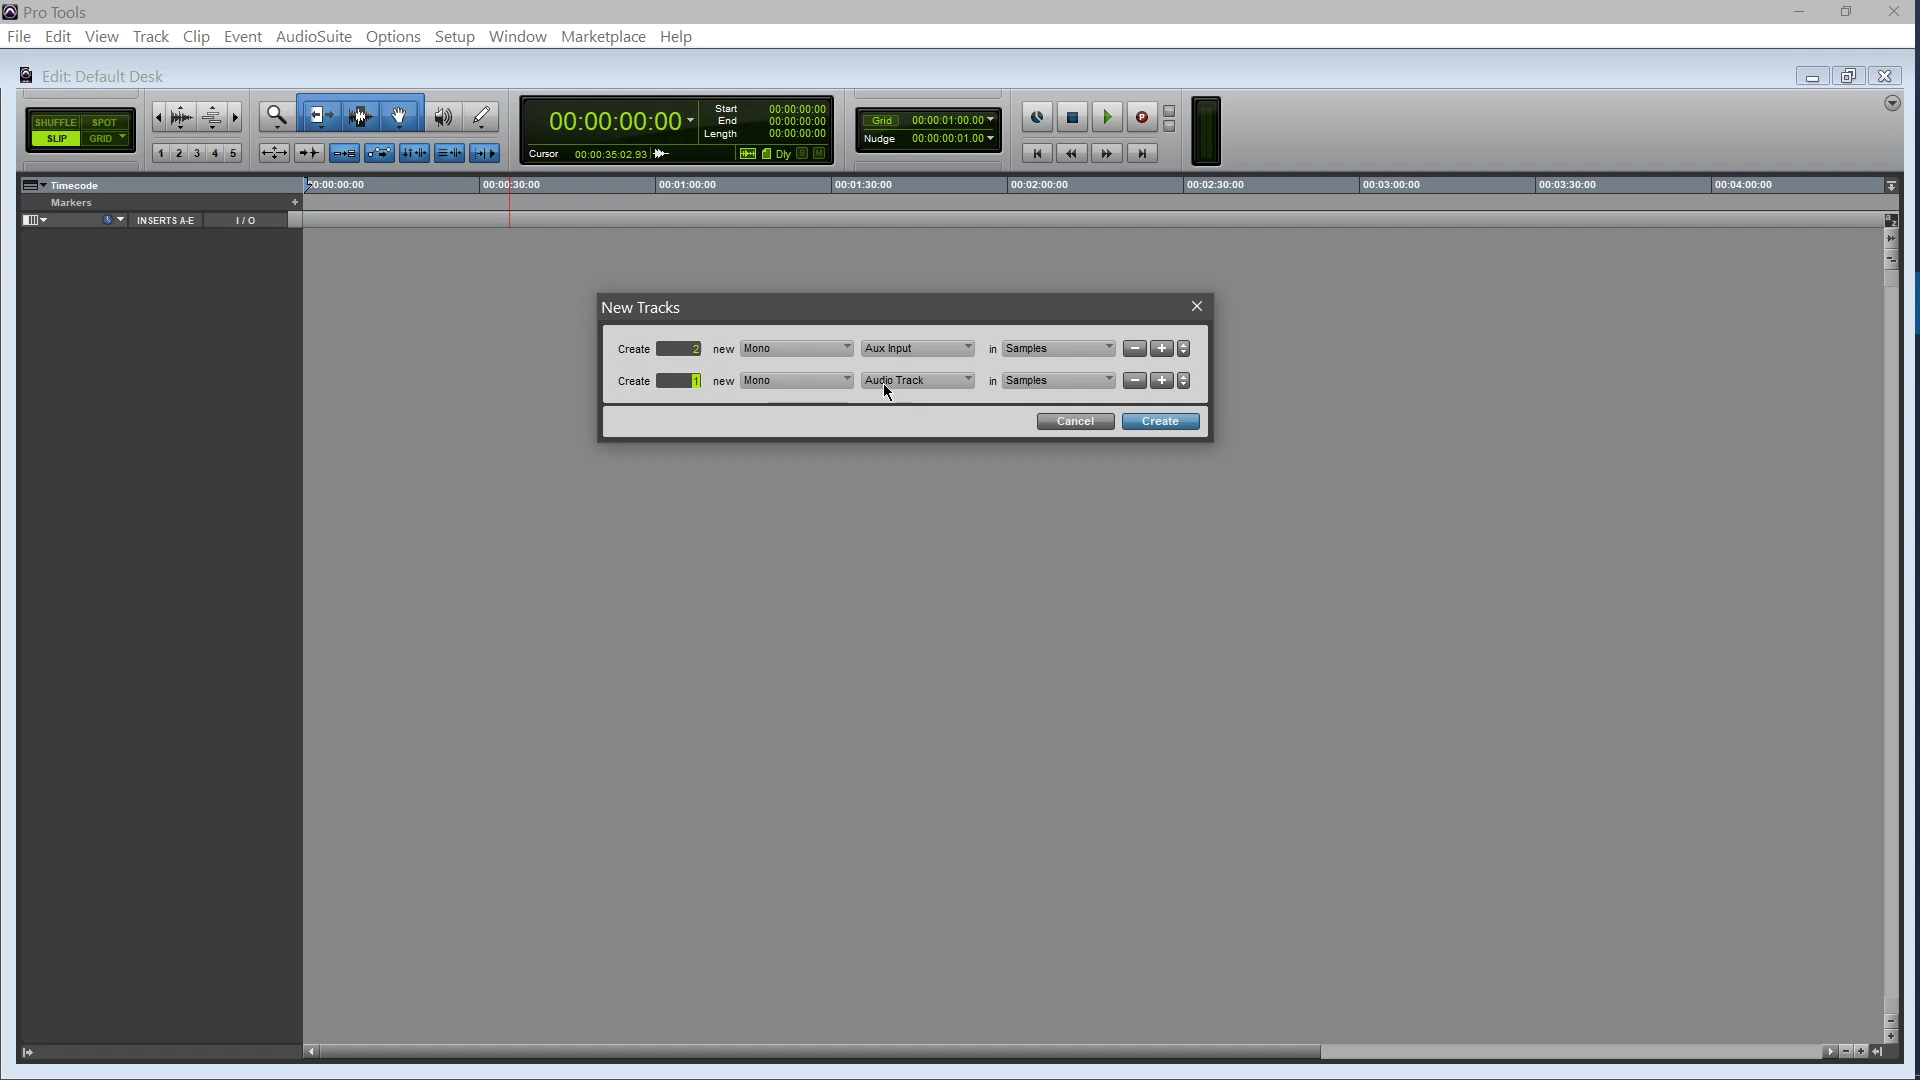 Pro Tools
File Edit View Track Clip Event AudioSuite Options Setup Window Marketplace Help
Edit: Default Desk
SHUFFLE SPOT
SLIP GRID
1 2 3 4 5
00:00:00:00
Start 00:00:00:00
End 00:00:00:00
Length 00:00:00:00
Cursor 00:00:35:02.93
Dly S M
Grid 00:00:01:00.00
Nudge 00:00:00:01.00
P
Timecode 00:00:00:00 00:00:30:00 00:01:00:00 00:01:30:00 00:02:00:00 00:02:30:00 00:03:00:00 00:03:30:00 00:04:00:00
Markers +
INSERTS A-E I / O
a z
New Tracks
Create 2 new Mono Aux Input in Samples
Create 1 new Mono Audio Track in Samples
Cancel Create